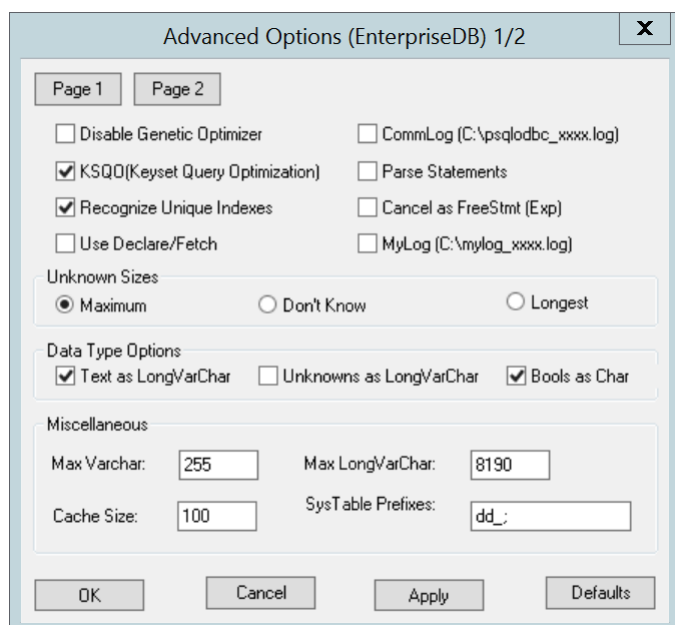 Advanced Options (EnterpriseDB) 1/2
X
Page 1 Page 2
Disable Genetic Optimizer CommLog (C:\psqlodbc_xxxx.log)
KSQO(Keyset Query Optimization) Parse Statements
Recognize Unique Indexes Cancel as FreeStmt (Exp)
Use Declare/Fetch MyLog (C:\mylog_xxxx.log)
Unknown Sizes
Maximum Don't Know Longest
Data Type Options
Text as LongVarChar Unknowns as LongVarChar Bools as Char
Miscellaneous
Max Varchar: 255 Max LongVarChar: 8190
Cache Size: 100 SysTable Prefixes: dd_;
OK Cancel Apply Defaults